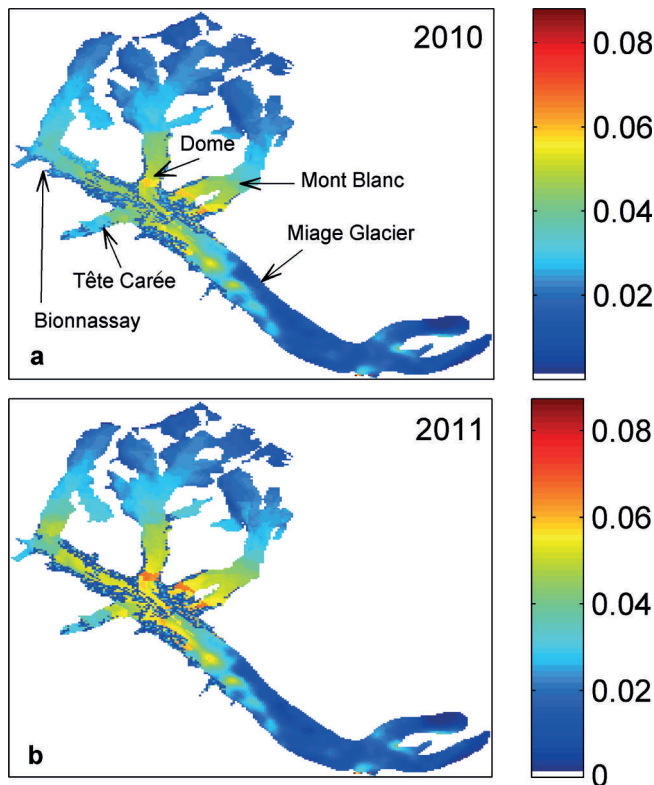 2010
Dome
Mont Blanc
Miage Glacier
Tête Carée
Bionnassay
a
0.08
0.06
0.04
0.02
2011
b
0.08
0.06
0.04
0.02
0